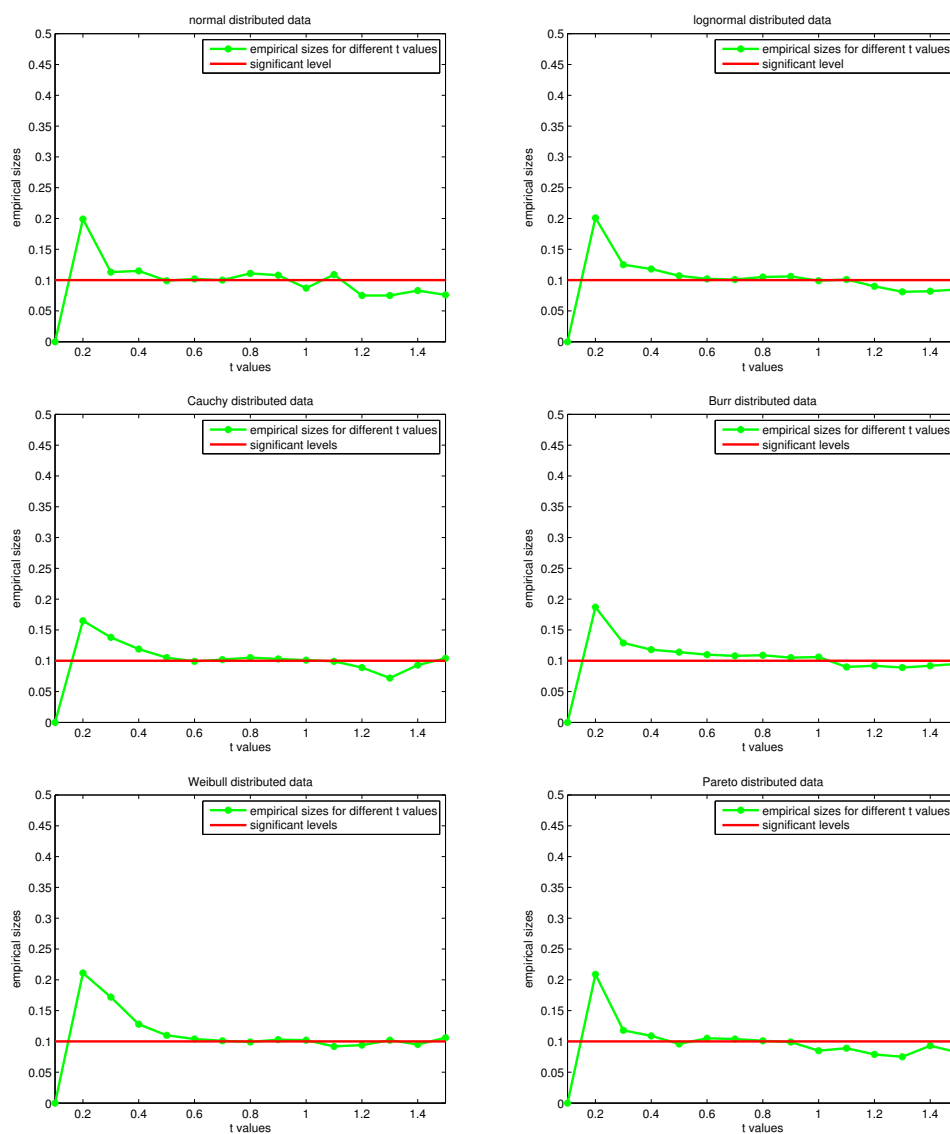 normal distributed data
0.5
0.45
0.4
0.35
0.3
0.25
0.2
0.15
0.1
0.05
0
empirical sizes
empirical sizes for different t values
significant level
0.2 0.4 0.6 0.8 1 1.2 1.4
t values
lognormal distributed data
0.5
0.45
0.4
0.35
0.3
0.25
0.2
0.15
0.1
0.05
0
empirical sizes
empirical sizes for different t values
significant level
0.2 0.4 0.6 0.8 1 1.2 1.4
t values
Cauchy distributed data
0.5
0.45
0.4
0.35
0.3
0.25
0.2
0.15
0.1
0.05
0
empirical sizes
empirical sizes for different t values
significant levels
0.2 0.4 0.6 0.8 1 1.2 1.4
t values
Burr distributed data
0.5
0.45
0.4
0.35
0.3
0.25
0.2
0.15
0.1
0.05
0
empirical sizes
empirical sizes for different t values
significant levels
0.2 0.4 0.6 0.8 1 1.2 1.4
t values
Weibull distributed data
0.5
0.45
0.4
0.35
0.3
0.25
0.2
0.15
0.1
0.05
0
empirical sizes
empirical sizes for different t values
significant levels
0.2 0.4 0.6 0.8 1 1.2 1.4
t values
Pareto distributed data
0.5
0.45
0.4
0.35
0.3
0.25
0.2
0.15
0.1
0.05
0
empirical sizes
empirical sizes for different t values
significant levels
0.2 0.4 0.6 0.8 1 1.2 1.4
t values